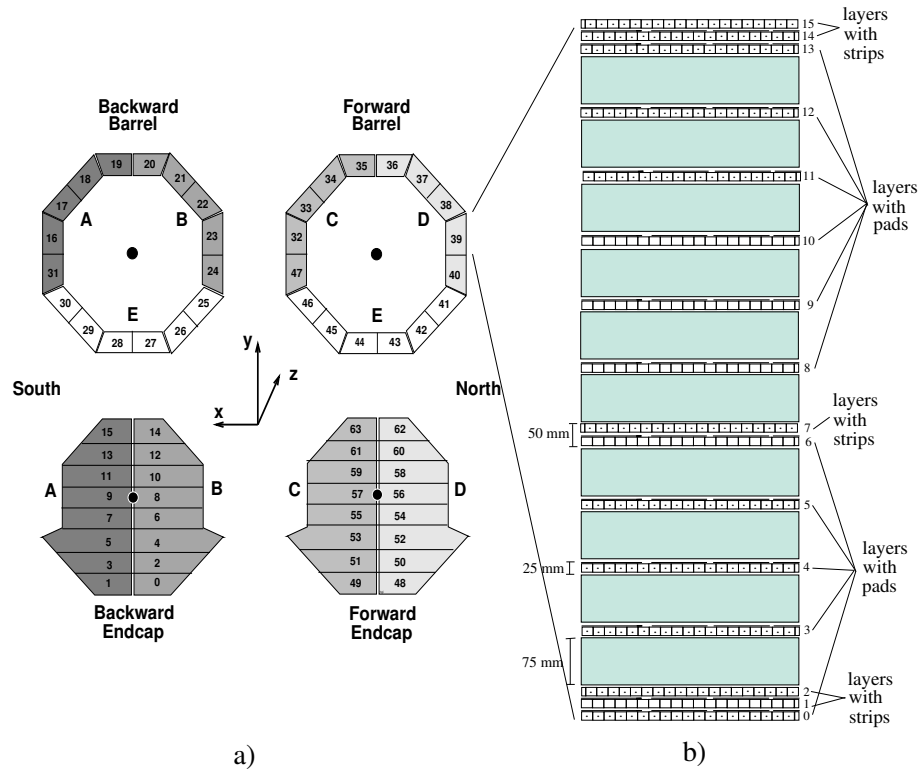 Backward
Barrel
Forward
Barrel
19 20
18 21
17 22
A B
16 23
31 24
30 25
29 26
E
28 27
35 36
34 37
33 38
C D
32 39
47 40
46 41
45 42
E
44 43
y
z
x
South
North
15 14
13 12
11 10
A 9 8 B
7 6
5 4
3 2
1 0
Backward
Endcap
63 62
61 60
59 58
C 57 56 D
55 54
53 52
51 50
49 48
Forward
Endcap
a)
15
14
13
12
11
10
9
8
7
6
5
4
3
2
1
0
50 mm
25 mm
75 mm
layers
with
strips
layers
with
pads
layers
with
strips
layers
with
pads
layers
with
strips
b)